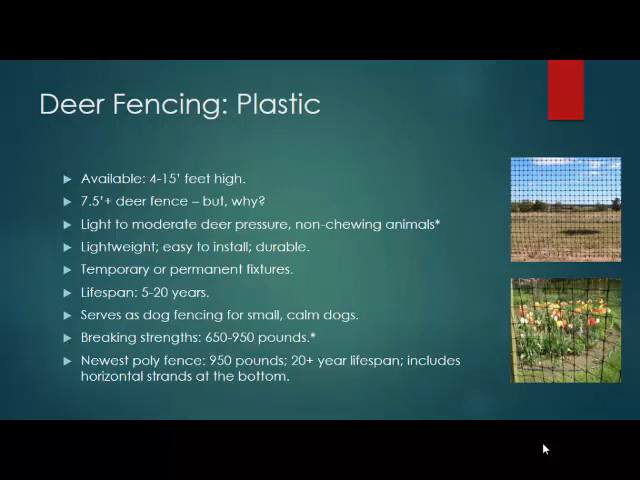 Deer Fencing: Plastic
Available: 4-15' feet high.
7.5'+ deer fence – but, why?
Light to moderate deer pressure, non-chewing animals*
Lightweight; easy to install; durable.
Temporary or permanent fixtures.
Lifespan: 5-20 years.
Serves as dog fencing for small, calm dogs.
Breaking strengths: 650-950 pounds.*
Newest poly fence: 950 pounds; 20+ year lifespan; includes
horizontal strands at the bottom.